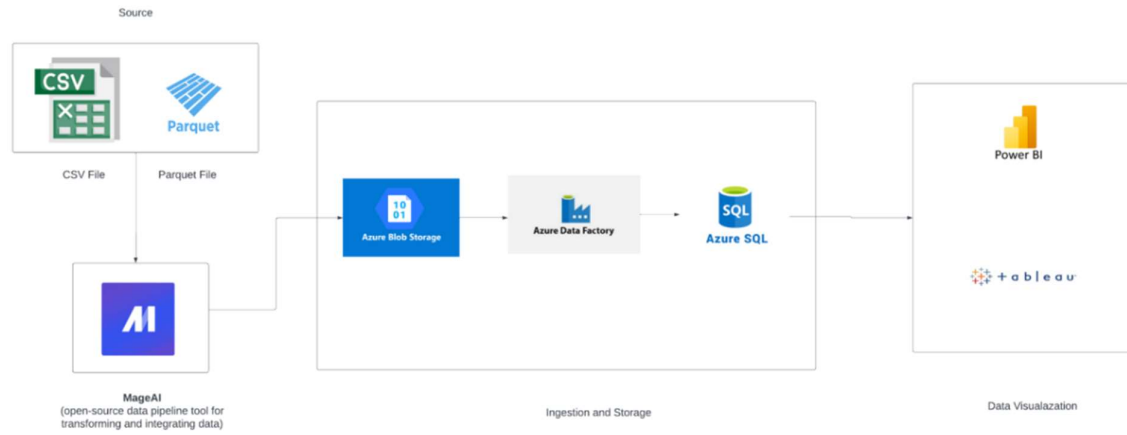 Source
CSV
Parquet
CSV File
Parquet File
MageAI
(open-source data pipeline tool for
transforming and integrating data)
10
01
Azure Blob Storage
Azure Data Factory
SQL
Azure SQL
Ingestion and Storage
Power BI
+ableau
Data Visualazation